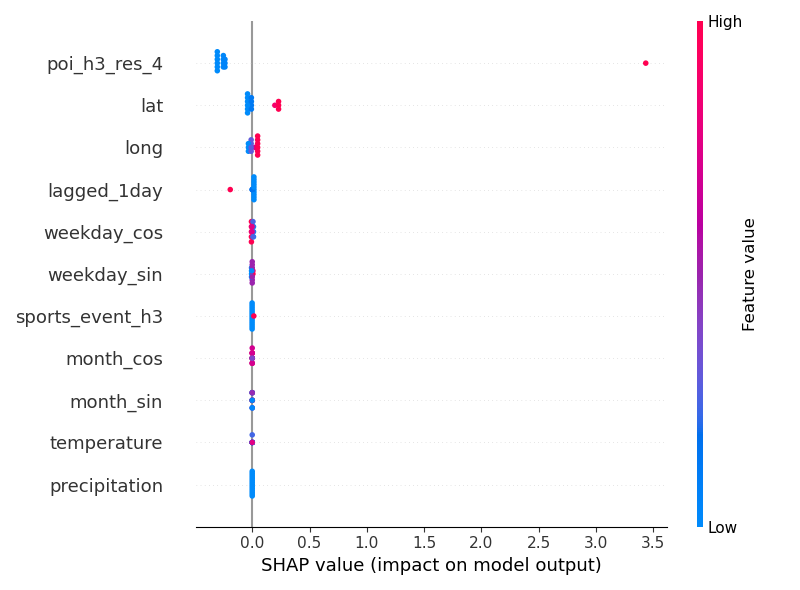 High
poi_h3_res_4
lat
long
lagged_1day
weekday_cos
weekday_sin
sports_event_h3
month_cos
month_sin
temperature
precipitation
Feature value
Low
0.0 0.5 1.0 1.5 2.0 2.5 3.0 3.5
SHAP value (impact on model output)